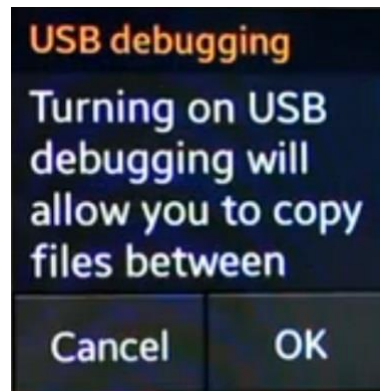 USB debugging
Turning on USB
debugging will
allow you to copy
files between
Cancel
OK